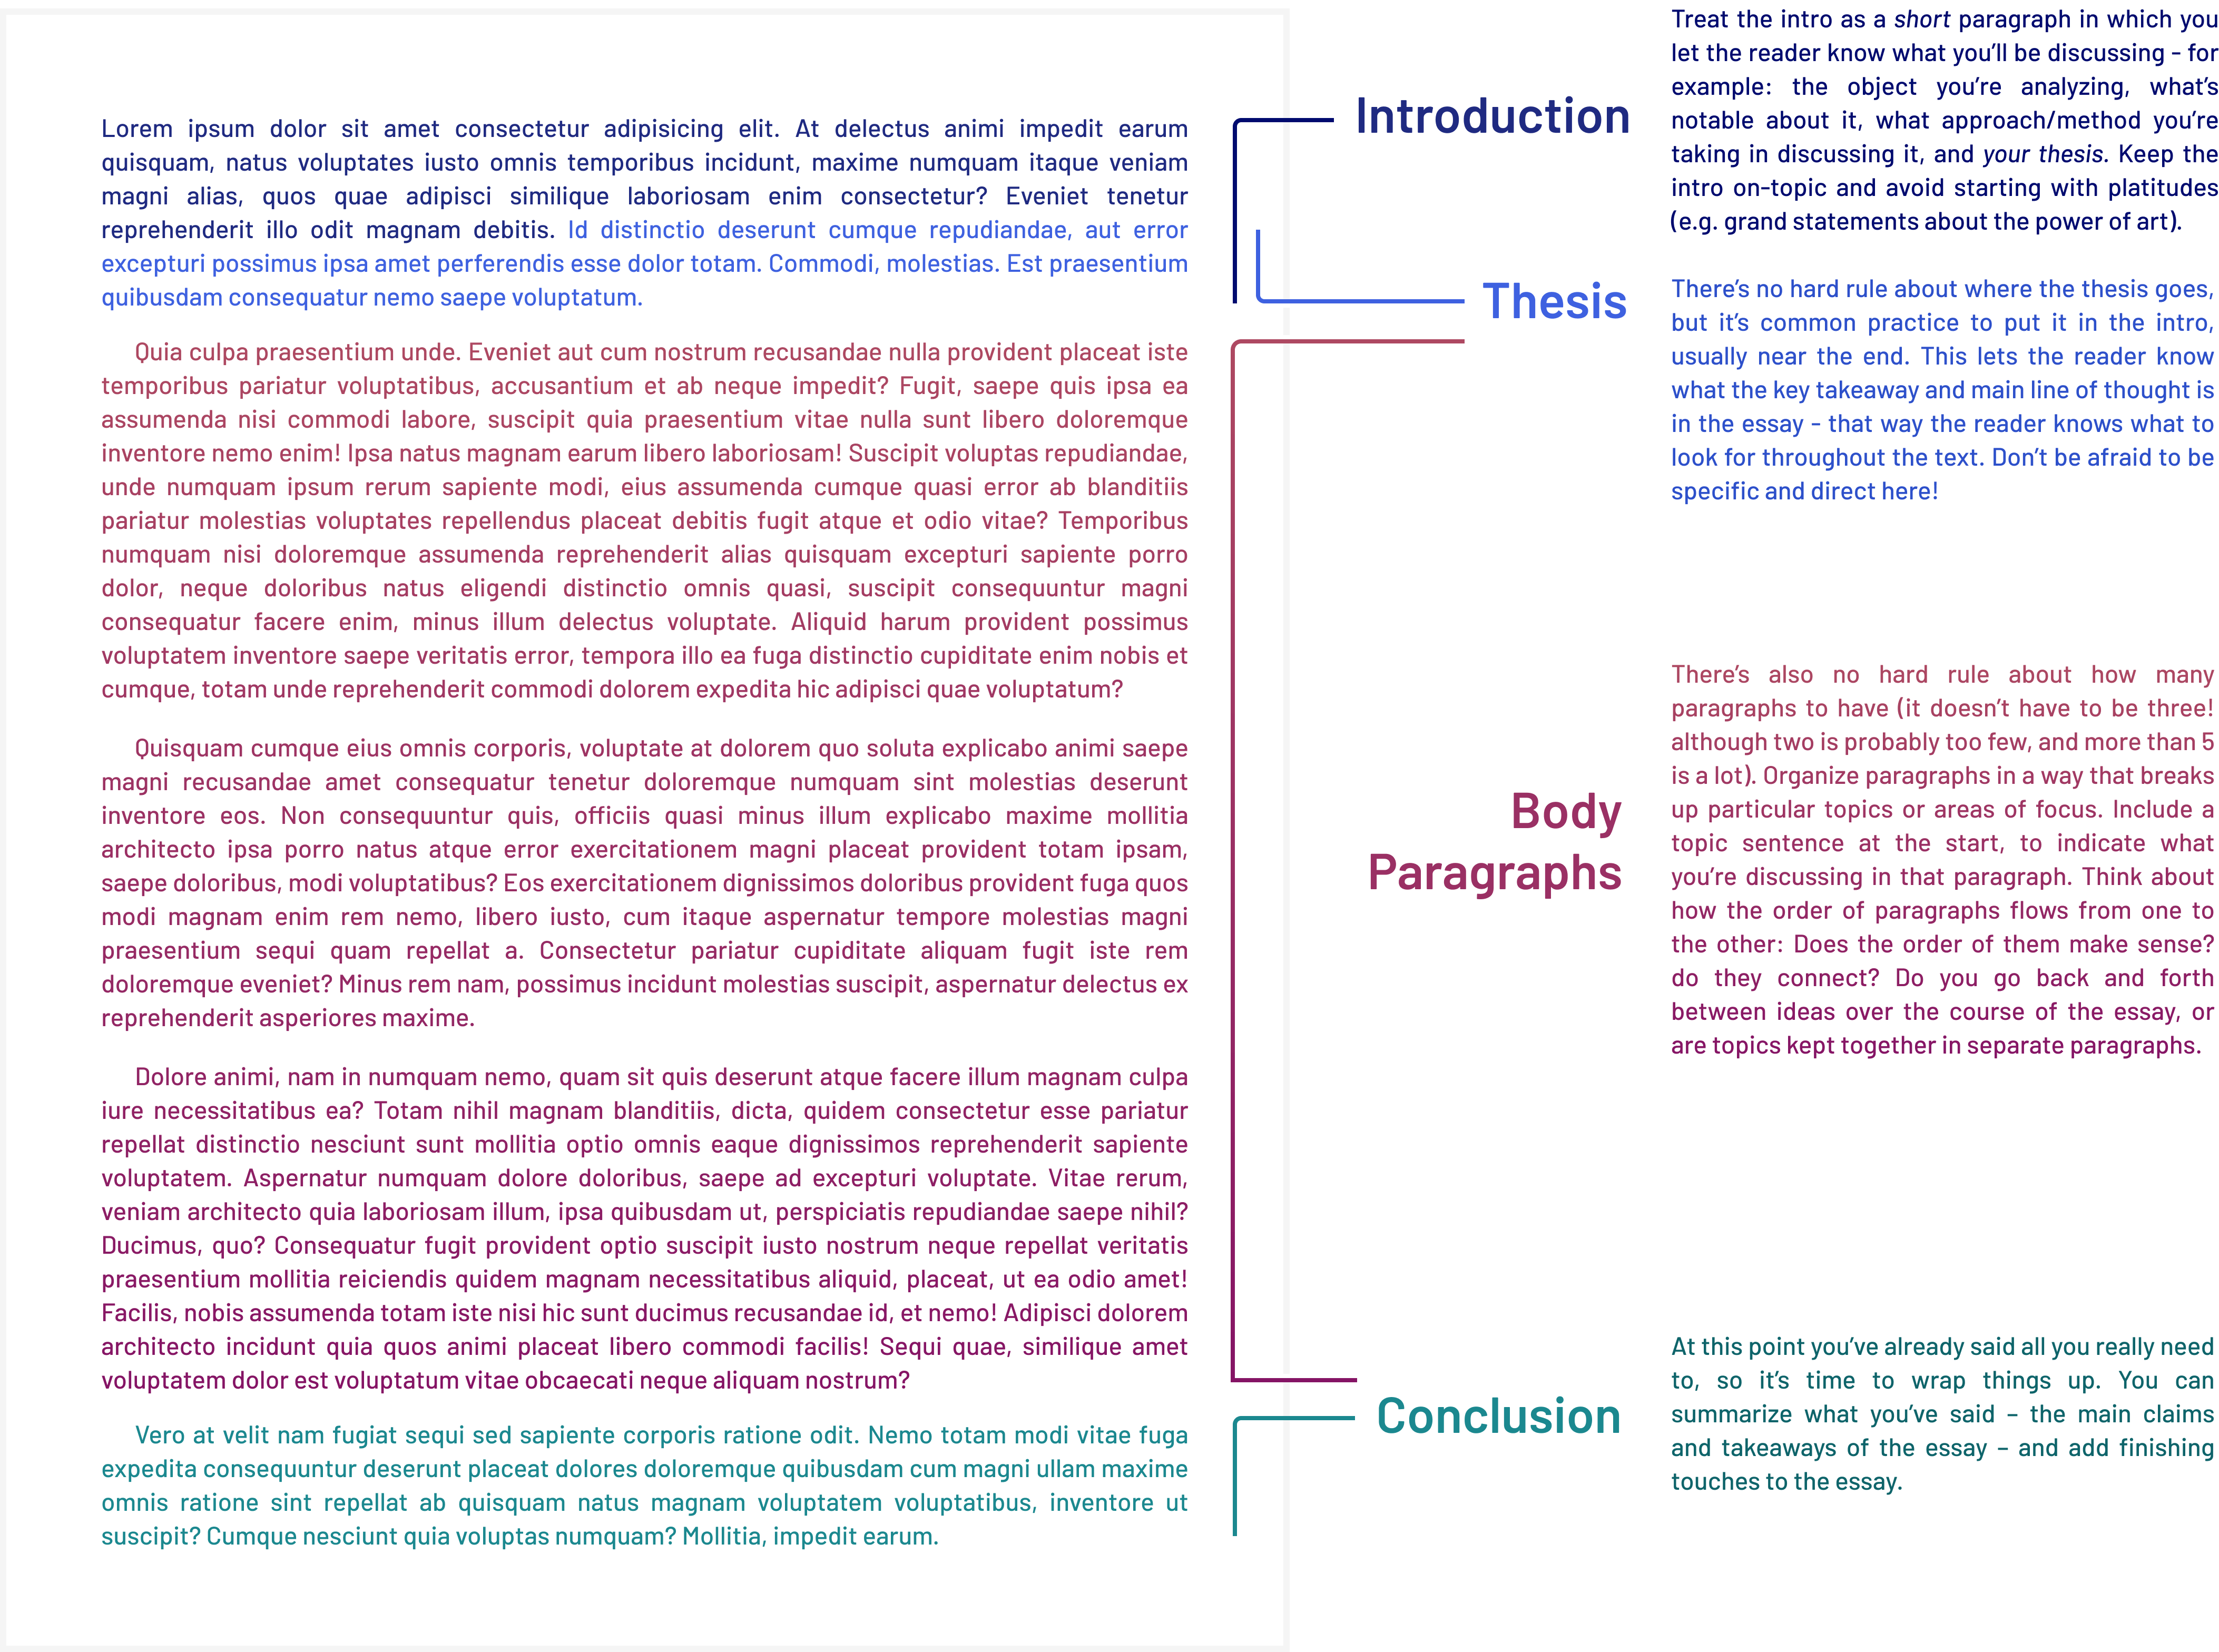 Lorem ipsum dolor sit amet consectetur adipisicing elit. At delectus animi impedit earum
quisquam, natus voluptates iusto omnis temporibus incidunt, maxime numquam itaque veniam
magni alias, quos quae adipisci similique laboriosam enim consectetur? Eveniet tenetur
reprehenderit illo odit magnam debitis. Id distinctio deserunt cumque repudiandae, aut error
excepturi possimus ipsa amet perferendis esse dolor totam. Commodi, molestias. Est praesentium
quibusdam consequatur nemo saepe voluptatum.
Quia culpa praesentium unde. Eveniet aut cum nostrum recusandae nulla provident placeat iste
temporibus pariatur voluptatibus, accusantium et ab neque impedit? Fugit, saepe quis ipsa ea
assumenda nisi commodi labore, suscipit quia praesentium vitae nulla sunt libero doloremque
inventore nemo enim! Ipsa natus magnam earum libero laboriosam! Suscipit voluptas repudiandae,
unde numquam ipsum rerum sapiente modi, eius assumenda cumque quasi error ab blanditiis
pariatur molestias voluptates repellendus placeat debitis fugit atque et odio vitae? Temporibus
numquam nisi doloremque assumenda reprehenderit alias quisquam excepturi sapiente porro
dolor, neque doloribus natus eligendi distinctio omnis quasi, suscipit consequuntur magni
consequatur facere enim, minus illum delectus voluptate. Aliquid harum provident possimus
voluptatem inventore saepe veritatis error, tempora illo ea fuga distinctio cupiditate enim nobis et
cumque, totam unde reprehenderit commodi dolorem expedita hic adipisci quae voluptatum?
Quisquam cumque eius omnis corporis, voluptate at dolorem quo soluta explicabo animi saepe
magni recusandae amet consequatur tenetur doloremque numquam sint molestias deserunt
inventore eos. Non consequuntur quis, officiis quasi minus illum explicabo maxime mollitia
architecto ipsa porro natus atque error exercitationem magni placeat provident totam ipsam,
saepe doloribus, modi voluptatibus? Eos exercitationem dignissimos doloribus provident fuga quos
modi magnam enim rem nemo, libero iusto, cum itaque aspernatur tempore molestias magni
praesentium sequi quam repellat a. Consectetur pariatur cupiditate aliquam fugit iste rem
doloremque eveniet? Minus rem nam, possimus incidunt molestias suscipit, aspernatur delectus ex
reprehenderit asperiores maxime.
Dolore animi, nam in numquam nemo, quam sit quis deserunt atque facere illum magnam culpa
iure necessitatibus ea? Totam nihil magnam blanditiis, dicta, quidem consectetur esse pariatur
repellat distinctio nesciunt sunt mollitia optio omnis eaque dignissimos reprehenderit sapiente
voluptatem. Aspernatur numquam dolore doloribus, saepe ad excepturi voluptate. Vitae rerum,
veniam architecto quia laboriosam illum, ipsa quibusdam ut, perspiciatis repudiandae saepe nihil?
Ducimus, quo? Consequatur fugit provident optio suscipit iusto nostrum neque repellat veritatis
praesentium mollitia reiciendis quidem magnam necessitatibus aliquid, placeat, ut ea odio amet!
Facilis, nobis assumenda totam iste nisi hic sunt ducimus recusandae id, et nemo! Adipisci dolorem
architecto incidunt quia quos animi placeat libero commodi facilis! Sequi quae, similique amet
voluptatem dolor est voluptatum vitae obcaecati neque aliquam nostrum?
Vero at velit nam fugiat sequi sed sapiente corporis ratione odit. Nemo totam modi vitae fuga
expedita consequuntur deserunt placeat dolores doloremque quibusdam cum magni ullam maxime
omnis ratione sint repellat ab quisquam natus magnam voluptatem voluptatibus, inventore ut
suscipit? Cumque nesciunt quia voluptas numquam? Mollitia, impedit earum.
Introduction
Treat the intro as a short paragraph in which you
let the reader know what you’ll be discussing - for
example: the object you’re analyzing, what’s
notable about it, what approach/method you’re
taking in discussing it, and your thesis. Keep the
intro on-topic and avoid starting with platitudes
(e.g. grand statements about the power of art).
Thesis
There’s no hard rule about where the thesis goes,
but it’s common practice to put it in the intro,
usually near the end. This lets the reader know
what the key takeaway and main line of thought is
in the essay - that way the reader knows what to
look for throughout the text. Don’t be afraid to be
specific and direct here!
Body
Paragraphs
There’s also no hard rule about how many
paragraphs to have (it doesn’t have to be three!
although two is probably too few, and more than 5
is a lot). Organize paragraphs in a way that breaks
up particular topics or areas of focus. Include a
topic sentence at the start, to indicate what
you’re discussing in that paragraph. Think about
how the order of paragraphs flows from one to
the other: Does the order of them make sense?
do they connect? Do you go back and forth
between ideas over the course of the essay, or
are topics kept together in separate paragraphs.
Conclusion
At this point you’ve already said all you really need
to, so it’s time to wrap things up. You can
summarize what you’ve said – the main claims
and takeaways of the essay – and add finishing
touches to the essay.